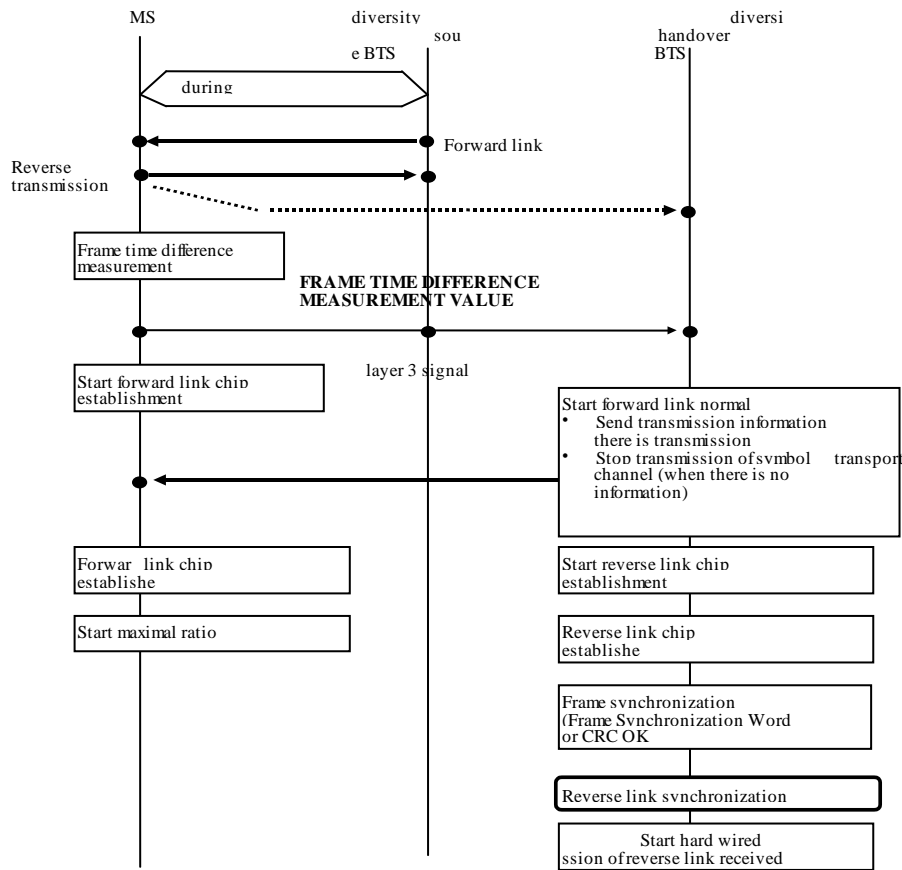 MS
diversity
sou
e BTS
diversi
handover
BTS
during
Forward link
Reverse
transmission
Frame time difference
measurement
FRAME TIME DIFFERENCE
MEASUREMENT VALUE
layer 3 signal
Start forward link chip
establishment
Start forward link normal
• Send transmission information
there is transmission
• Stop transmission of symbol transport
channel (when there is no
information)
Forwar link chip
establishe
Start reverse link chip
establishment
Start maximal ratio
Reverse link chip
establishe
Frame synchronization
(Frame Synchronization Word
or CRC OK
Reverse link synchronization
Start hard wired
ssion of reverse link received